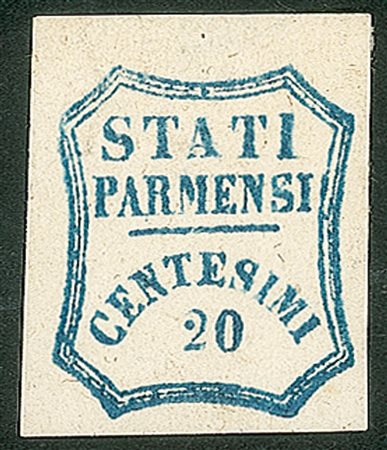 STATI
PARMENSI
CENTESIMI
20